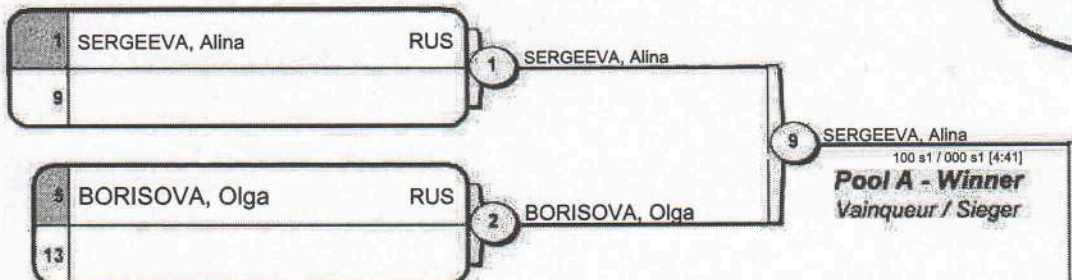 1 SERGEEVA, Alina RUS
9
1 SERGEEVA, Alina
5 BORISOVA, Olga RUS
13
2 BORISOVA, Olga
9 SERGEEVA, Alina
100 s1 / 000 s1 [4:41]
Pool A - Winner
Vainqueur / Sieger